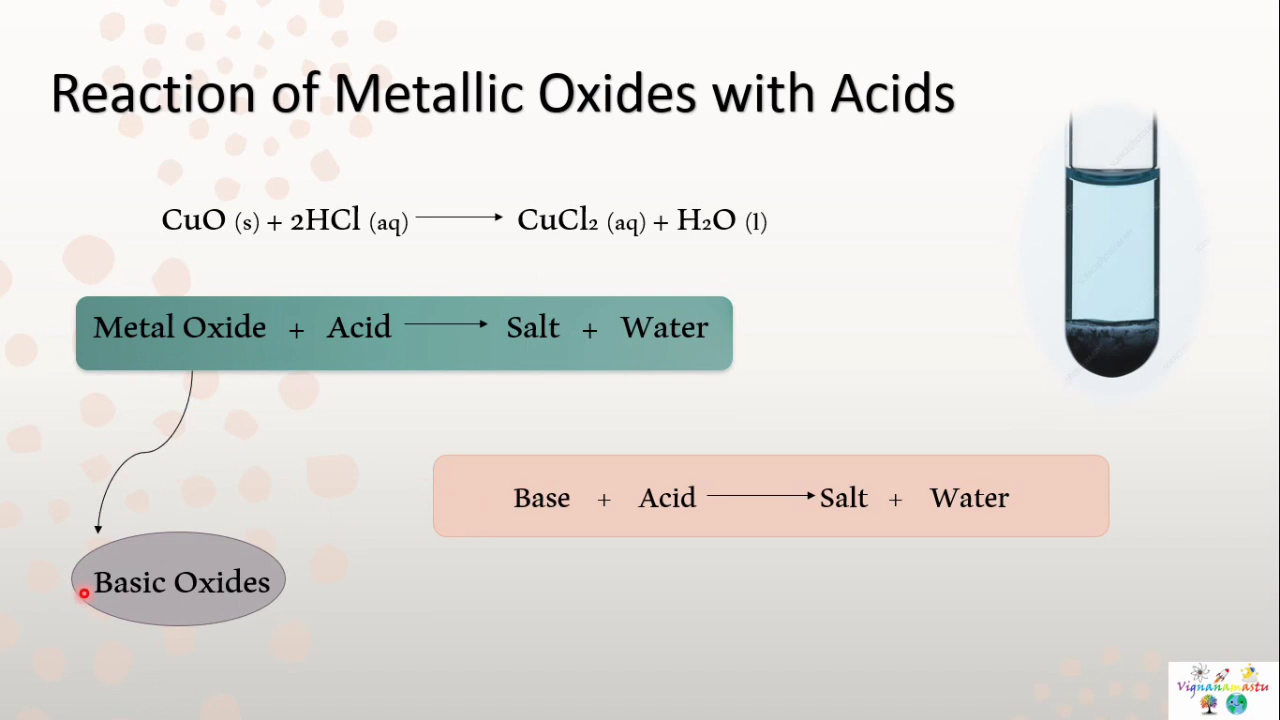 Reaction of Metallic Oxides with Acids
CuO (s) + 2HCl (aq) ⟶ CuCl₂ (aq) + H₂O (l)
Metal Oxide + Acid ⟶ Salt + Water
Base + Acid ⟶ Salt + Water
Basic Oxides
Vignanamastu